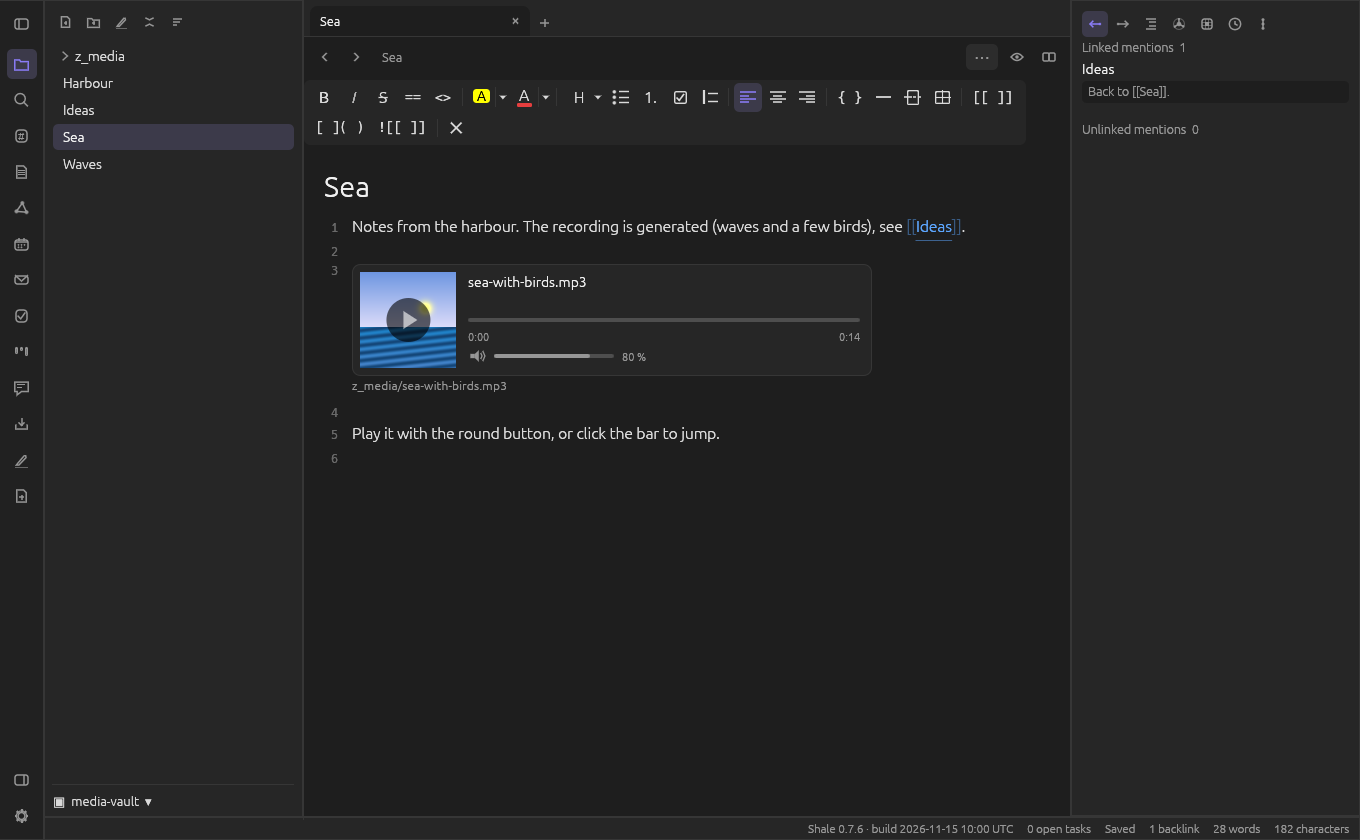 z_media
Harbour
Ideas
Sea
Waves
media-vault ▾
Sea × +
Sea
B I S == <> A A H 1. { } — [[ ]]
[ ]( ) ![[ ]] ✕
Sea
1 Notes from the harbour. The recording is generated (waves and a few birds), see [[Ideas]].
2
3
sea-with-birds.mp3
0:00 0:14
80 %
z_media/sea-with-birds.mp3
4
5 Play it with the round button, or click the bar to jump.
6
Linked mentions 1
Ideas
Back to [[Sea]].
Unlinked mentions 0
Shale 0.7.6 · build 2026-11-15 10:00 UTC 0 open tasks Saved 1 backlink 28 words 182 characters